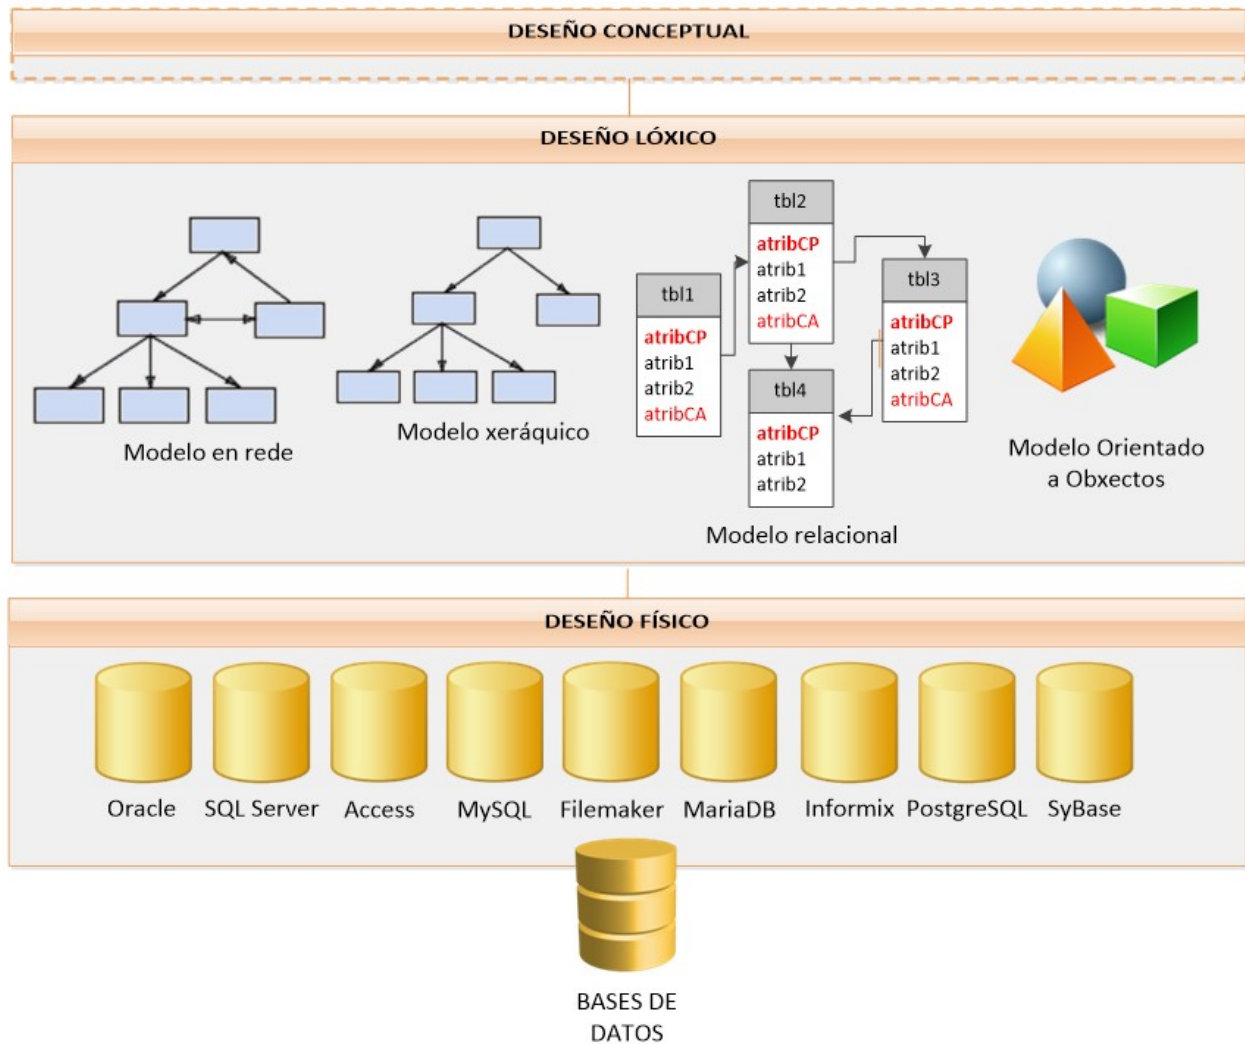 DESEÑO CONCEPTUAL
DESEÑO LÓXICO
Modelo en rede
Modelo xeráquico
tbl1
atribCP
atrib1
atrib2
atribCA
tbl2
atribCP
atrib1
atrib2
atribCA
tbl3
atribCP
atrib1
atrib2
atribCA
tbl4
atribCP
atrib1
atrib2
Modelo relacional
Modelo Orientado
a Obxectos
DESEÑO FÍSICO
Oracle
SQL Server
Access
MySQL
Filemaker
MariaDB
Informix
PostgreSQL
SyBase
BASES DE
DATOS